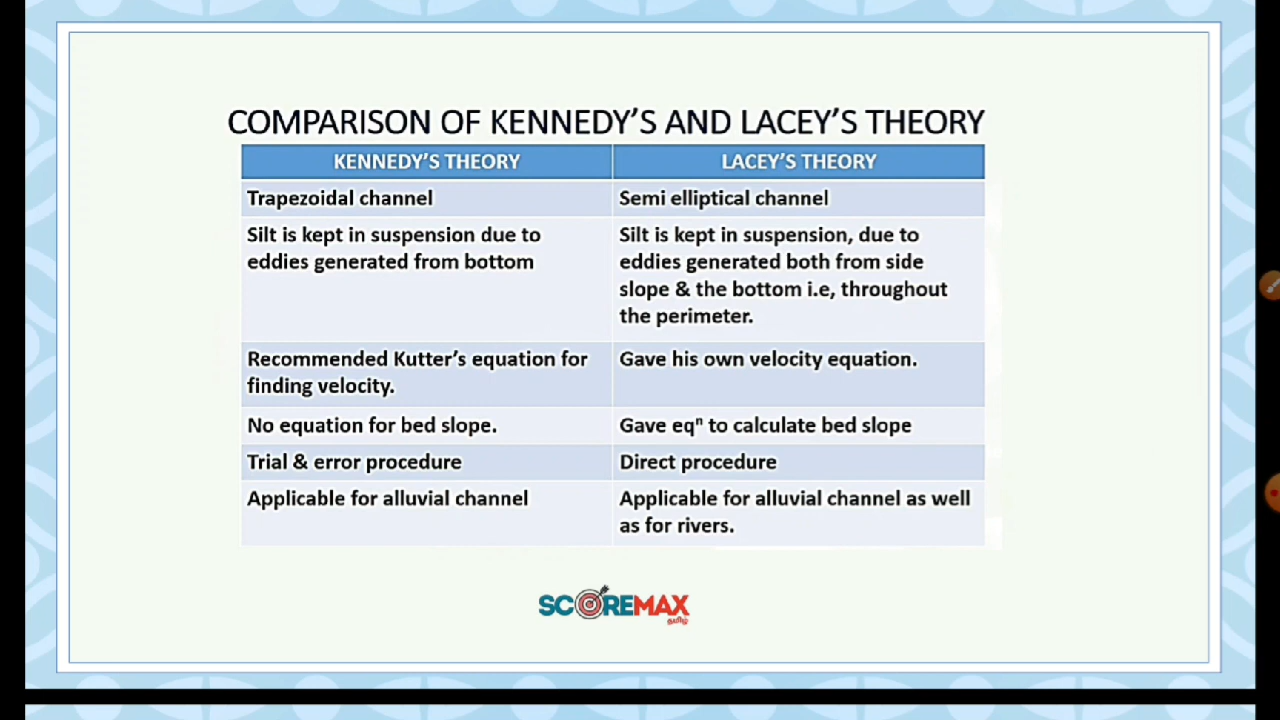 COMPARISON OF KENNEDY'S AND LACEY'S THEORY
KENNEDY'S THEORY
LACEY'S THEORY
Trapezoidal channel
Semi elliptical channel
Silt is kept in suspension due to
eddies generated from bottom
Silt is kept in suspension, due to
eddies generated both from side
slope & the bottom i.e, throughout
the perimeter.
Recommended Kutter's equation for
finding velocity.
Gave his own velocity equation.
No equation for bed slope.
Gave eqⁿ to calculate bed slope
Trial & error procedure
Direct procedure
Applicable for alluvial channel
Applicable for alluvial channel as well
as for rivers.
SCOREMAX
தமிழ்